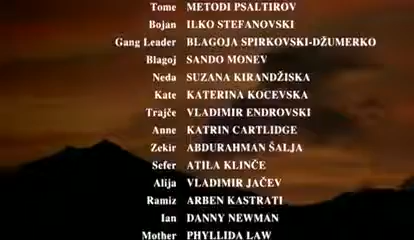 Tome METODI PSALTIROV
Bojan ILKO STEFANOVSKI
Gang Leader BLAGOJA SPIRKOVSKI-DŽUMERKO
Blagoj SANDO MONEV
Neda SUZANA KIRANDŽISKA
Kate KATERINA KOCEVSKA
Trajče VLADIMIR ENDROVSKI
Anne KATRIN CARTLIDGE
Zekir ABDURAHMAN ŠALJA
Sefer ATILA KLINČE
Alija VLADIMIR JAČEV
Ramiz ARBEN KASTRATI
Ian DANNY NEWMAN
Mother PHYLLIDA LAW